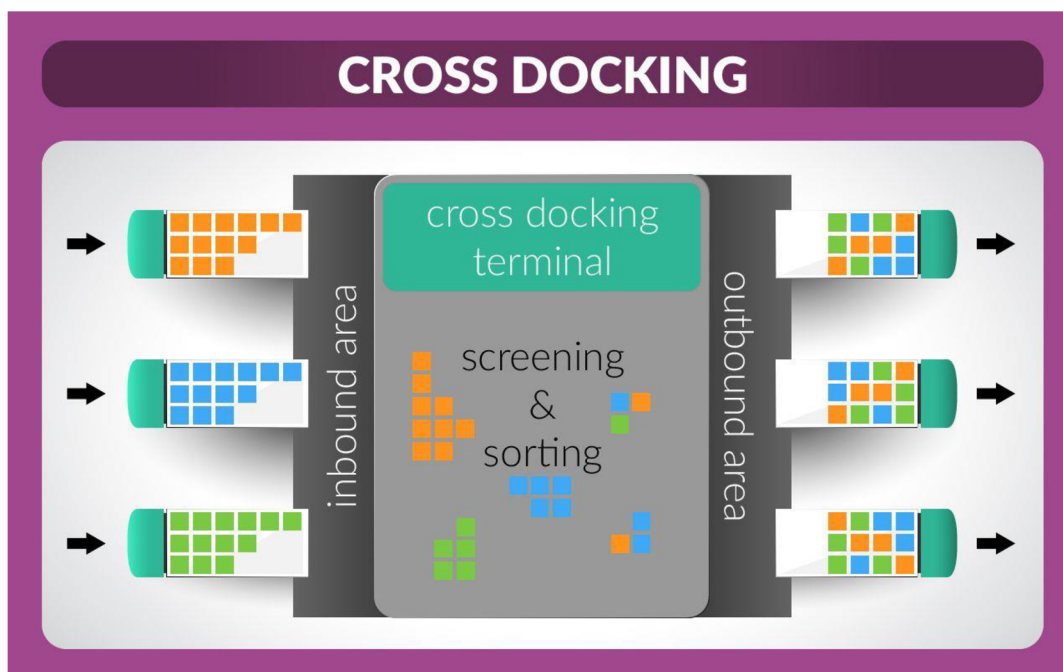 CROSS DOCKING
cross docking
terminal
inbound area
screening
&
sorting
outbound area